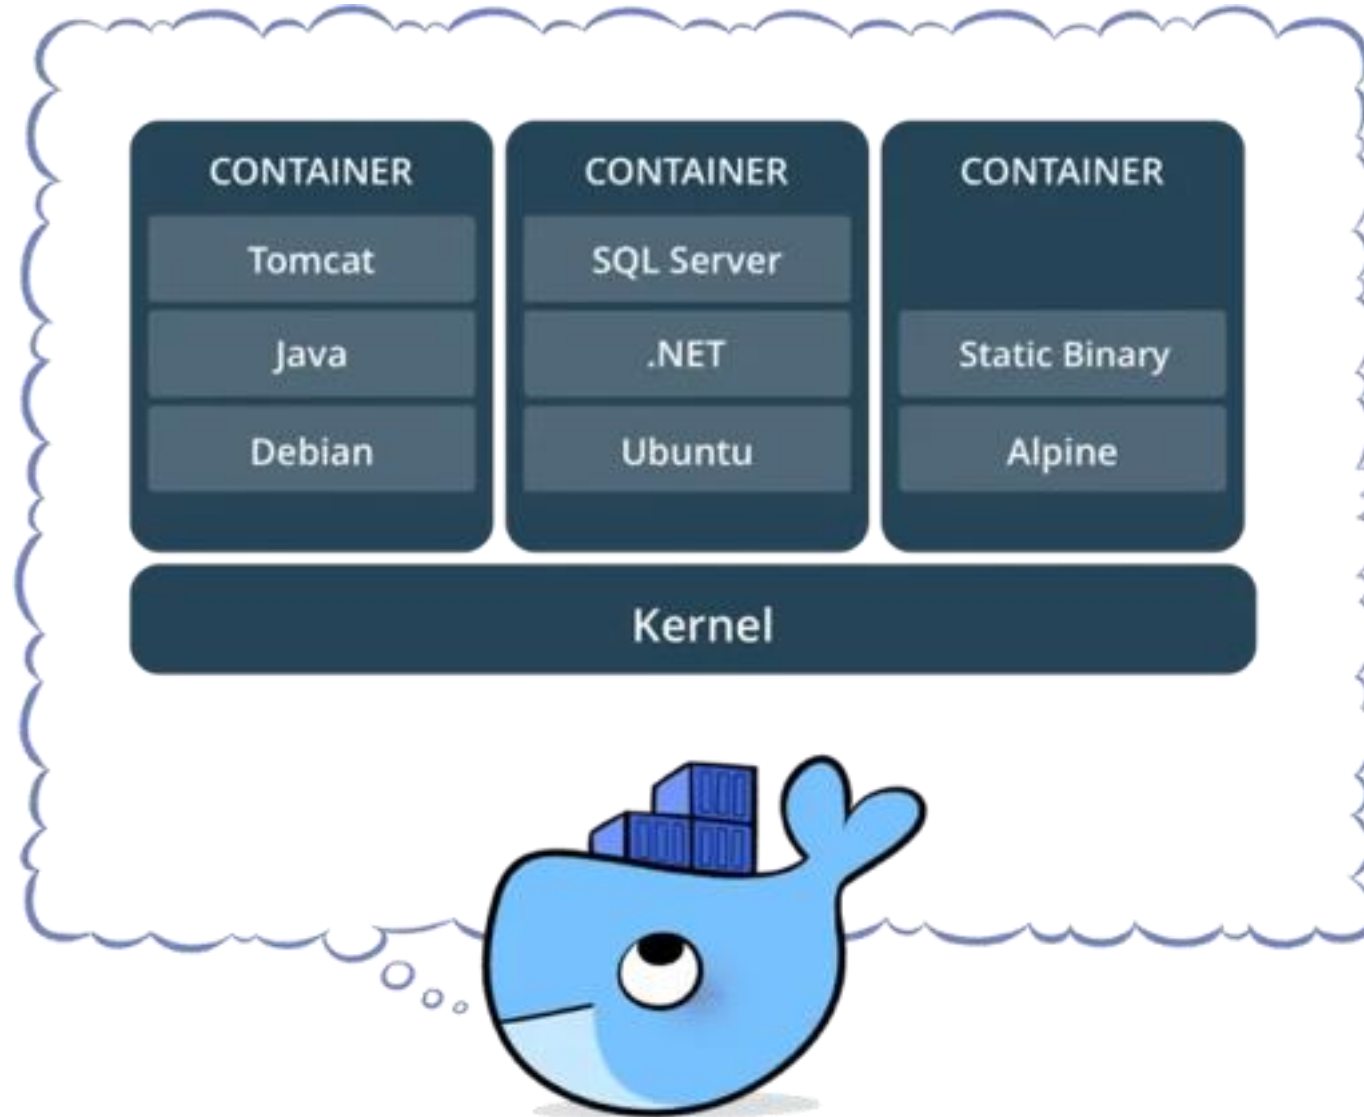 CONTAINER
Tomcat
Java
Debian
CONTAINER
SQL Server
.NET
Ubuntu
CONTAINER
Static Binary
Alpine
Kernel